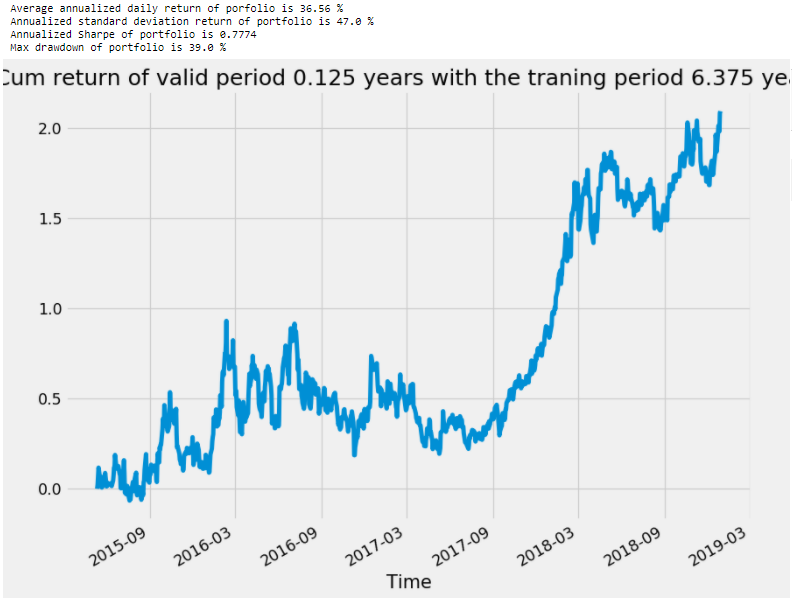 Average annualized daily return of porfolio is 36.56 %
Annualized standard deviation return of portfolio is 47.0 %
Annualized Sharpe of portfolio is 0.7774
Max drawdown of portfolio is 39.0 %
Cum return of valid period 0.125 years with the traning period 6.375 yea
2.0
1.5
1.0
0.5
0.0
2015-09
2016-03
2016-09
2017-03
2017-09
2018-03
2018-09
2019-03
Time